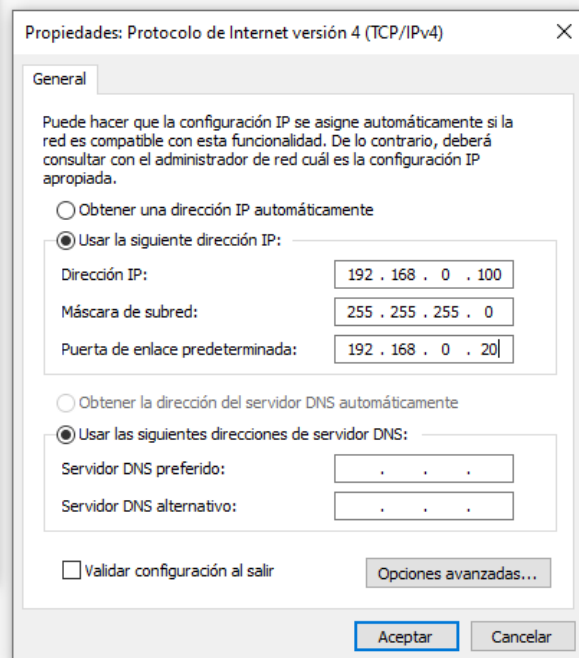 Propiedades: Protocolo de Internet versión 4 (TCP/IPv4)
General
Puede hacer que la configuración IP se asigne automáticamente si la
red es compatible con esta funcionalidad. De lo contrario, deberá
consultar con el administrador de red cuál es la configuración IP
apropiada.
Obtener una dirección IP automáticamente
Usar la siguiente dirección IP:
Dirección IP: 192 . 168 . 0 . 100
Máscara de subred: 255 . 255 . 255 . 0
Puerta de enlace predeterminada: 192 . 168 . 0 . 20
Obtener la dirección del servidor DNS automáticamente
Usar las siguientes direcciones de servidor DNS:
Servidor DNS preferido: . . .
Servidor DNS alternativo: . . .
Validar configuración al salir Opciones avanzadas...
Aceptar Cancelar